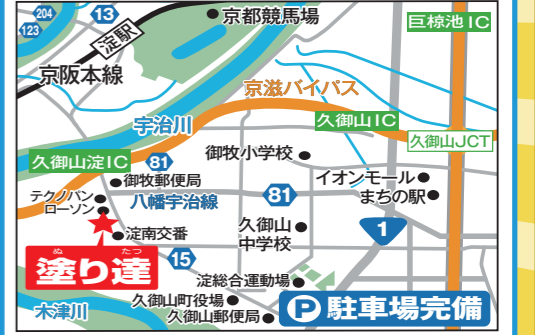 204
13
123
淀駅
京都競馬場
巨椋池IC
京阪本線
京滋バイパス
宇治川
久御山IC
久御山JCT
久御山淀IC
81
御牧小学校
御牧郵便局
イオンモール
まちの駅
テクノパン
ローソン
八幡宇治線
81
久御山
中学校
1
淀南交番
15
ぬ たつ
塗り達
淀総合運動場
木津川
久御山町役場
久御山郵便局
P 駐車場完備